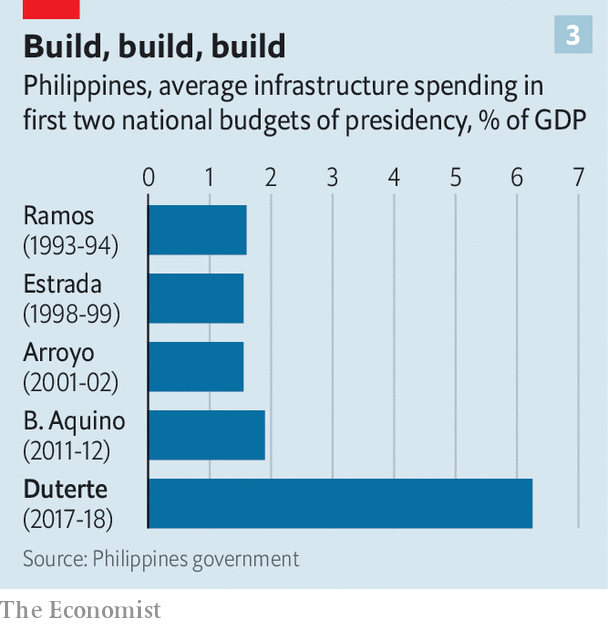 Build, build, build
3
Philippines, average infrastructure spending in
first two national budgets of presidency, % of GDP
0 1 2 3 4 5 6 7
Ramos
(1993-94)
Estrada
(1998-99)
Arroyo
(2001-02)
B. Aquino
(2011-12)
Duterte
(2017-18)
Source: Philippines government
The Economist